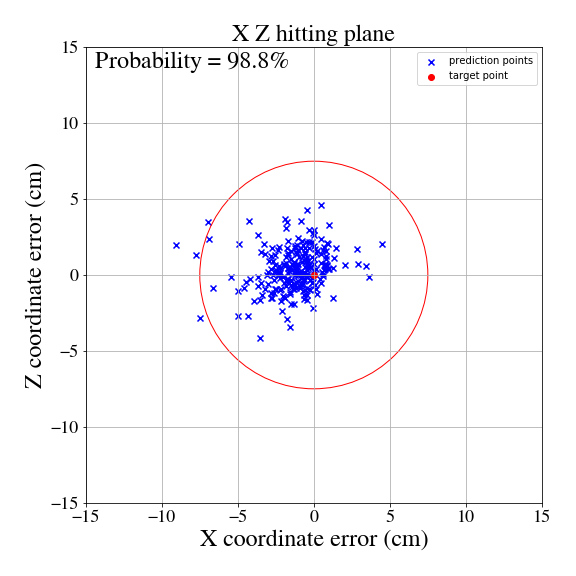 X Z hitting plane
Probability = 98.8%
prediction points
target point
15
10
5
0
−5
−10
−15
Z coordinate error (cm)
−15
−10
−5
0
5
10
15
X coordinate error (cm)